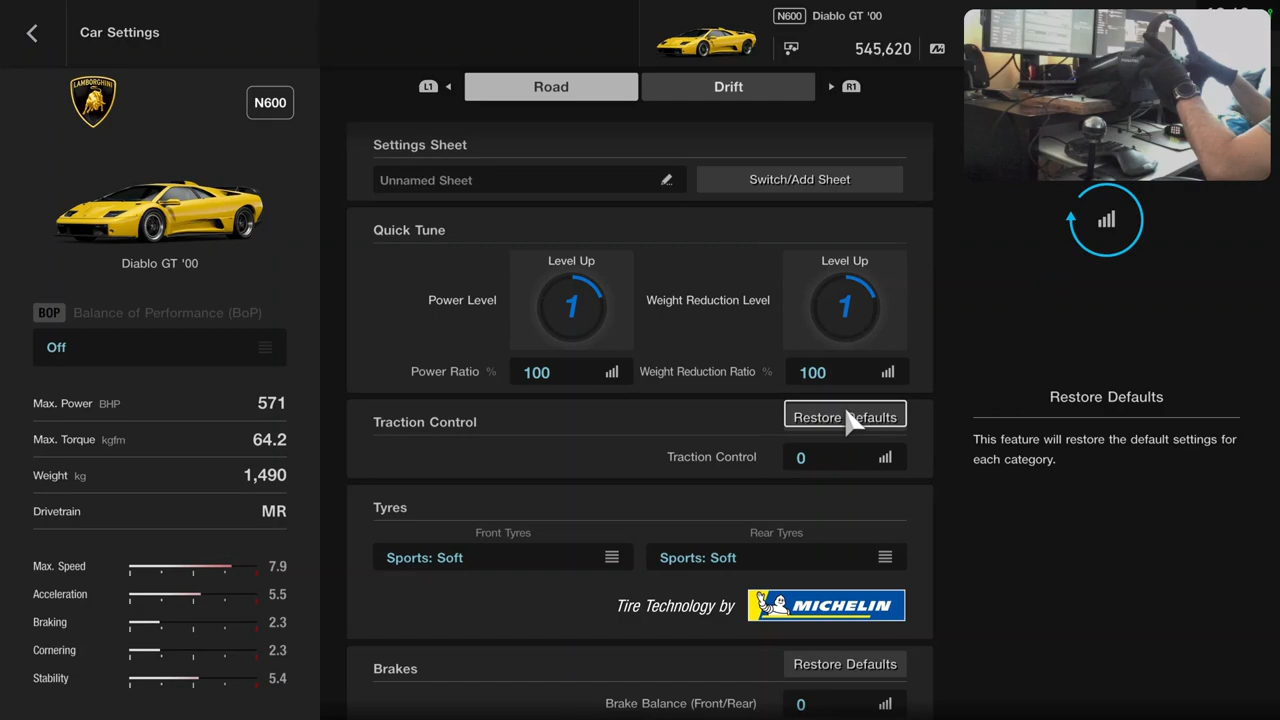 Car Settings
N600 Diablo GT '00
545,620
LAMBORGHINI
N600
Diablo GT '00
BOP Balance of Performance (BoP)
Off
Max. Power BHP 571
Max. Torque kgfm 64.2
Weight kg 1,490
Drivetrain MR
Max. Speed 7.9
Acceleration 5.5
Braking 2.3
Cornering 2.3
Stability 5.4
L1 Road Drift R1
Settings Sheet
Unnamed Sheet Switch/Add Sheet
Quick Tune
Level Up Level Up
Power Level 1 Weight Reduction Level 1
Power Ratio % 100 Weight Reduction Ratio % 100
Traction Control Restore Defaults
Traction Control 0
Tyres
Front Tyres Rear Tyres
Sports: Soft Sports: Soft
Tire Technology by MICHELIN
Brakes Restore Defaults
Brake Balance (Front/Rear) 0
Restore Defaults
This feature will restore the default settings for
each category.